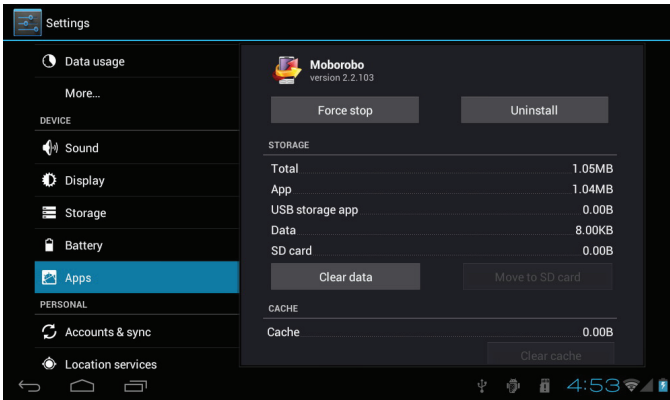 Settings
Data usage
More...
DEVICE
Sound
Display
Storage
Battery
Apps
PERSONAL
Accounts & sync
Location services
Moborobo
version 2.2.103
Force stop Uninstall
STORAGE
Total 1.05MB
App 1.04MB
USB storage app 0.00B
Data 8.00KB
SD card 0.00B
Clear data Move to SD card
CACHE
Cache 0.00B
Clear cache
4:53